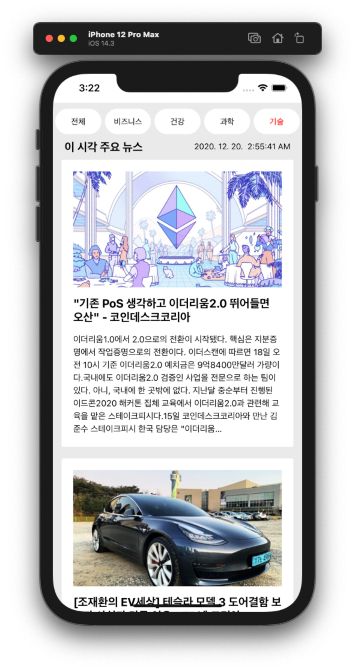 iPhone 12 Pro Max
iOS 14.3
3:22
전체 비즈니스 건강 과학 기술
이 시각 주요 뉴스 2020. 12. 20. 2:55:41 AM
"기존 PoS 생각하고 이더리움2.0 뛰어들면
오산" - 코인데스크코리아
이더리움1.0에서 2.0으로의 전환이 시작됐다. 핵심은 지분증
명에서 작업증명으로의 전환이다. 이더스캔에 따르면 18일 오
전 10시 기준 이더리움2.0 예치금은 9억8400만달러 가량이
다.국내에도 이더리움2.0 검증인 사업을 전문으로 하는 팀이
있다. 아니, 국내에 한 곳밖에 없다. 지난달 중순부터 진행된
이드콘2020 해커톤 집체 교육에서 이더리움2.0과 관련해 교
육을 맡은 스테이크피시다.15일 코인데스크코리아와 만난 김
준수 스테이크피시 한국 담당은 "이더리움...
[조재환의 EV세상] 테슬라 모델 3 도어결함 보